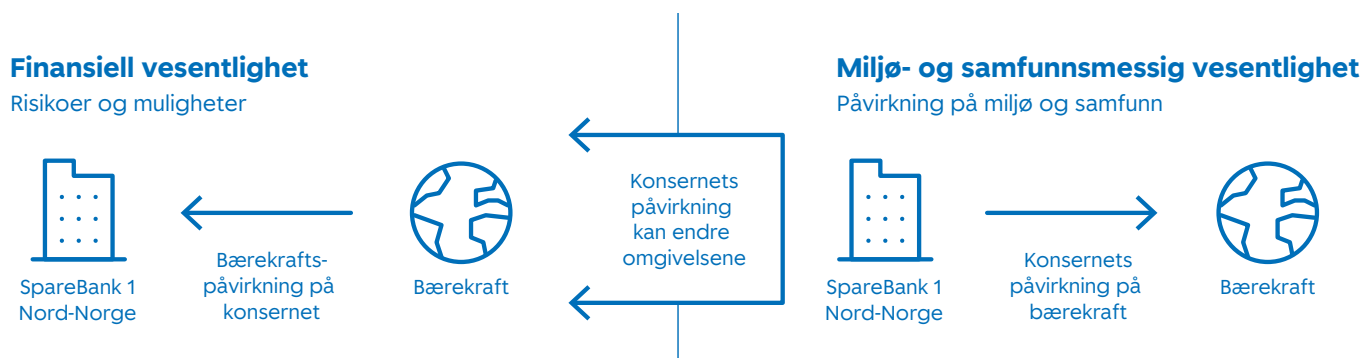 Finansiell vesentlighet
Risikoer og muligheter
SpareBank 1
Nord-Norge
Bærekrafts-
påvirkning på
konsernet
Bærekraft
Konsernets
påvirkning
kan endre
omgivelsene
Miljø- og samfunnsmessig vesentlighet
Påvirkning på miljø og samfunn
SpareBank 1
Nord-Norge
Konsernets
påvirkning på
bærekraft
Bærekraft